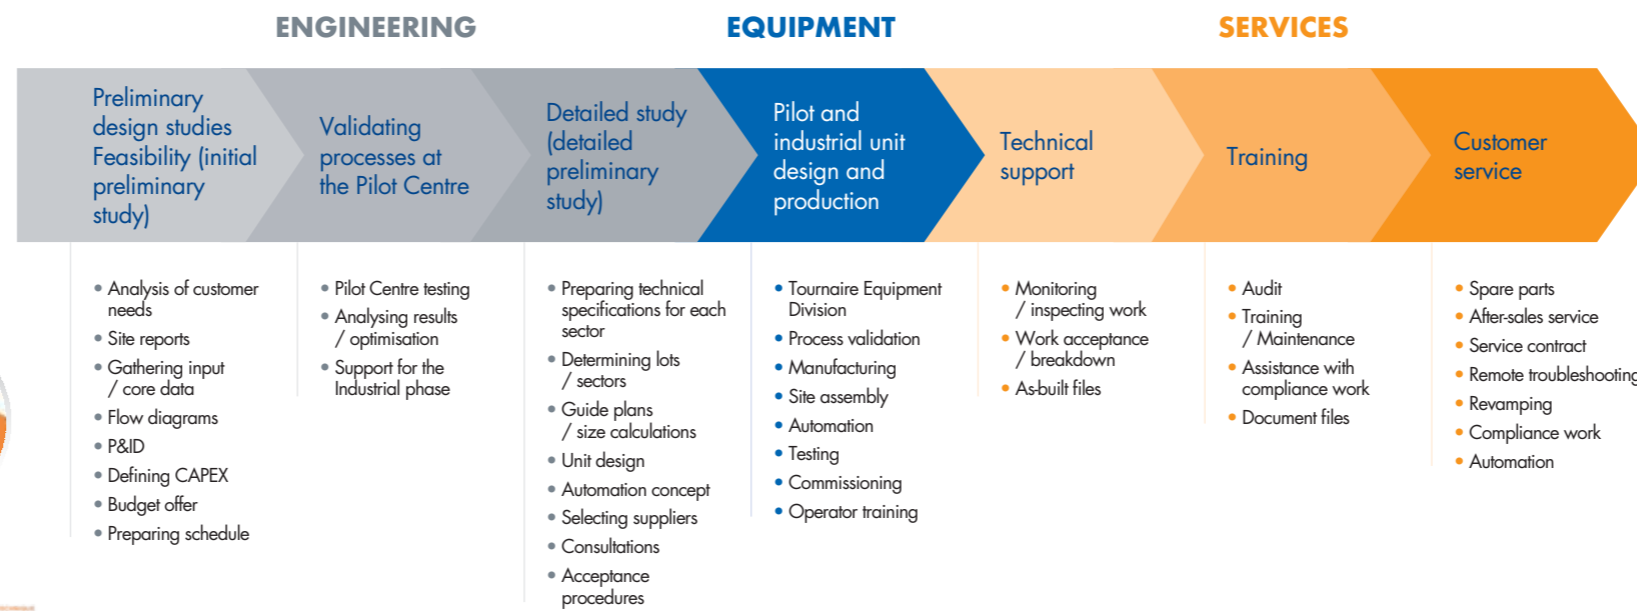 ENGINEERING
EQUIPMENT
SERVICES
Preliminary
design studies
Feasibility (initial
preliminary
study)
Validating
processes at
the Pilot Centre
Detailed study
(detailed
preliminary
study)
Pilot and
industrial unit
design and
production
Technical
support
Training
Customer
service
• Analysis of customer
needs
• Site reports
• Gathering input
/ core data
• Flow diagrams
• P&ID
• Defining CAPEX
• Budget offer
• Preparing schedule
• Pilot Centre testing
• Analysing results
/ optimisation
• Support for the
Industrial phase
• Preparing technical
specifications for each
sector
• Determining lots
/ sectors
• Guide plans
/ size calculations
• Unit design
• Automation concept
• Selecting suppliers
• Consultations
• Acceptance
procedures
• Tournaire Equipment
Division
• Process validation
• Manufacturing
• Site assembly
• Automation
• Testing
• Commissioning
• Operator training
• Monitoring
/ inspecting work
• Work acceptance
/ breakdown
• As-built files
• Audit
• Training
/ Maintenance
• Assistance with
compliance work
• Document files
• Spare parts
• After-sales service
• Service contract
• Remote troubleshooting
• Revamping
• Compliance work
• Automation